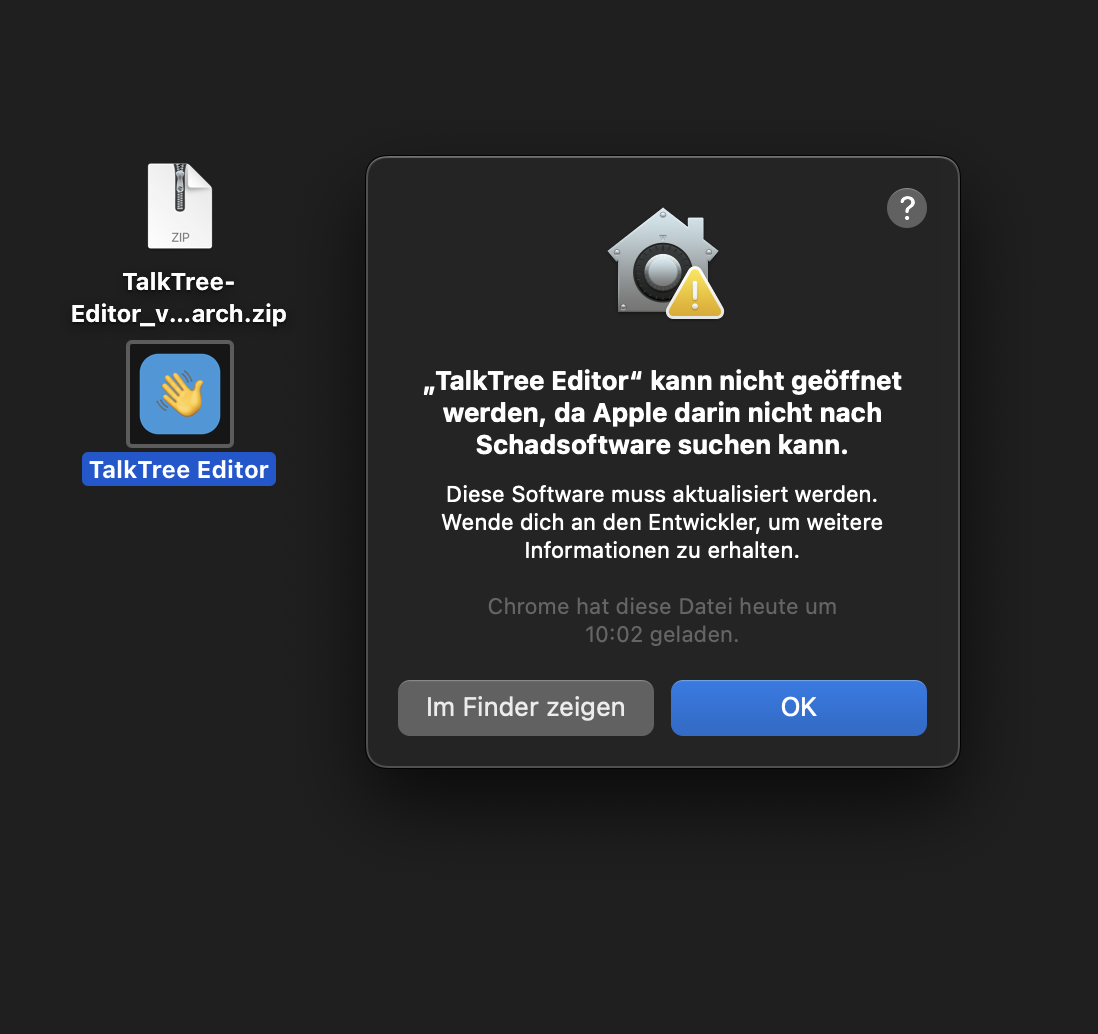 ZIP
TalkTree-
Editor_v...arch.zip
TalkTree Editor
?
„TalkTree Editor“ kann nicht geöffnet
werden, da Apple darin nicht nach
Schadsoftware suchen kann.
Diese Software muss aktualisiert werden.
Wende dich an den Entwickler, um weitere
Informationen zu erhalten.
Chrome hat diese Datei heute um
10:02 geladen.
Im Finder zeigen
OK